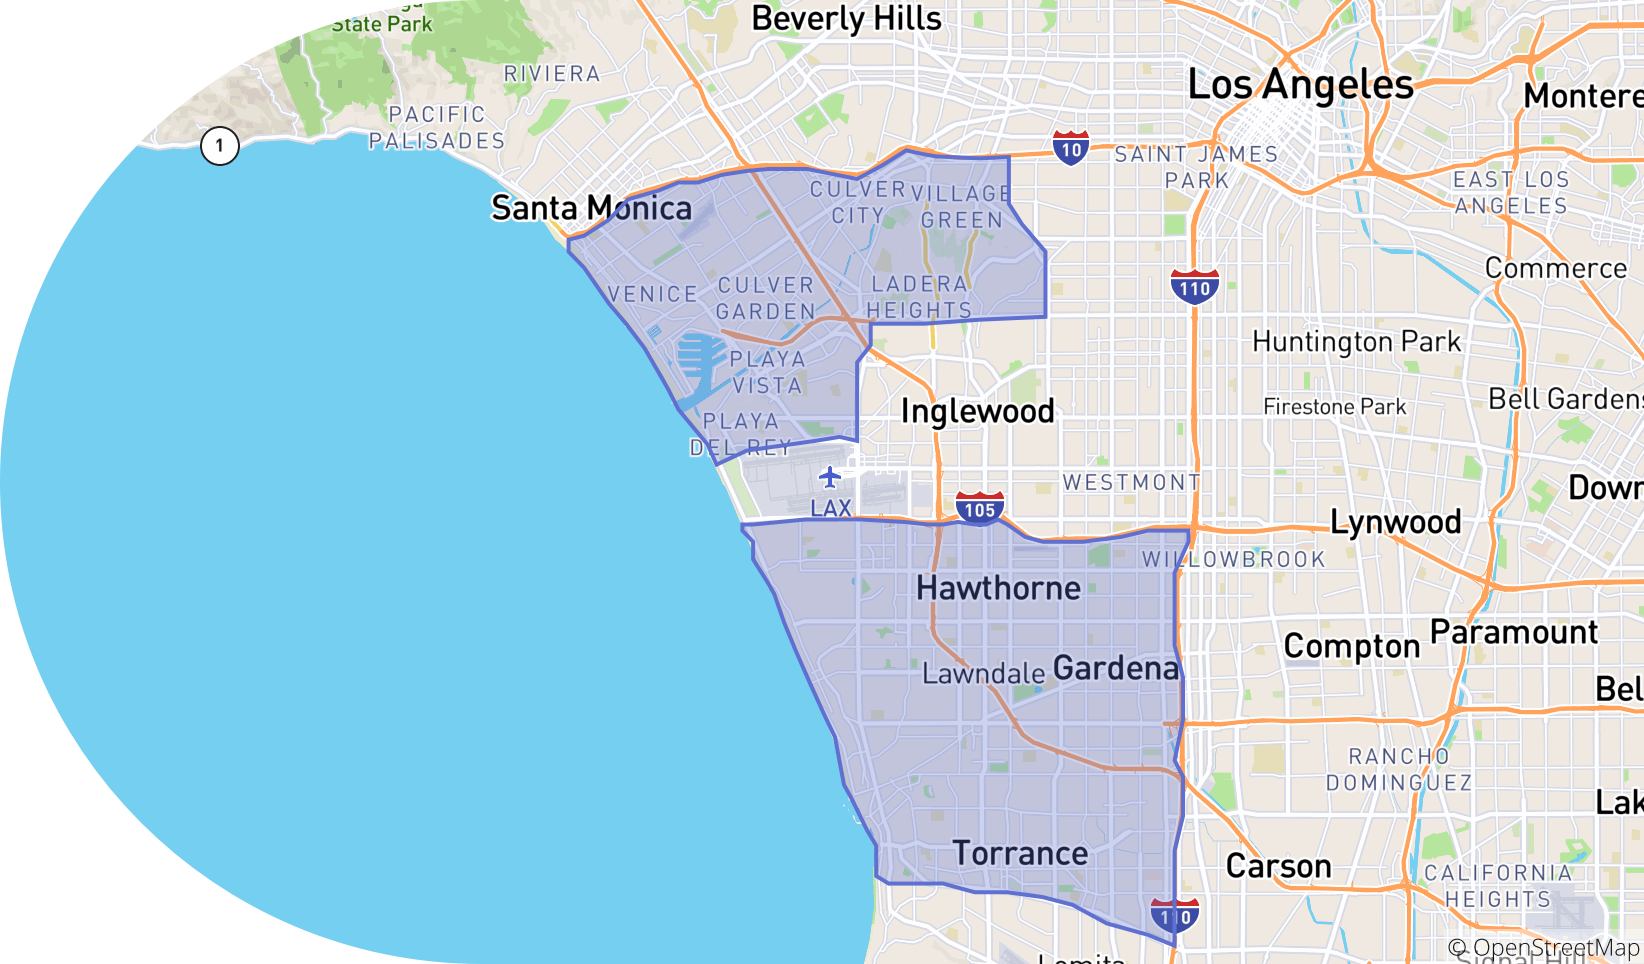 State Park
Beverly Hills
RIVIERA
Los Angeles
Montere
PACIFIC
PALISADES
1
10
SAINT JAMES
PARK
EAST LOS
ANGELES
Santa Monica
CULVER
CITY
VILLAGE
GREEN
Commerce
VENICE
CULVER
GARDEN
LADERA
HEIGHTS
110
Huntington Park
PLAYA
VISTA
Inglewood
Firestone Park
Bell Gardens
PLAYA
DEL REY
WESTMONT
Down
LAX
105
Lynwood
WILLOWBROOK
Hawthorne
Compton
Paramount
Lawndale
Gardena
Bel
RANCHO
DOMINGUEZ
Lak
Torrance
Carson
CALIFORNIA
HEIGHTS
110
© OpenStreetMap
Signal Hill
Lomita